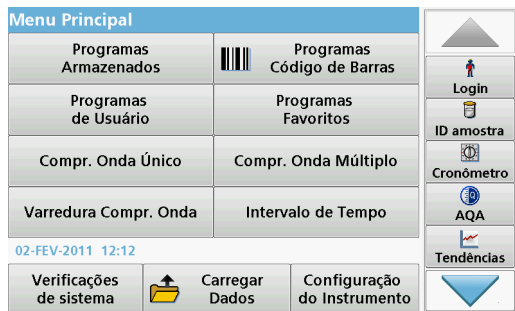 Menu Principal
Programas
Armazenados
Programas
Código de Barras
Programas
de Usuário
Programas
Favoritos
Compr. Onda Único
Compr. Onda Múltiplo
Varredura Compr. Onda
Intervalo de Tempo
02-FEV-2011 12:12
Verificações
de sistema
Carregar
Dados
Configuração
do Instrumento
Login
ID amostra
Cronômetro
AQA
Tendências